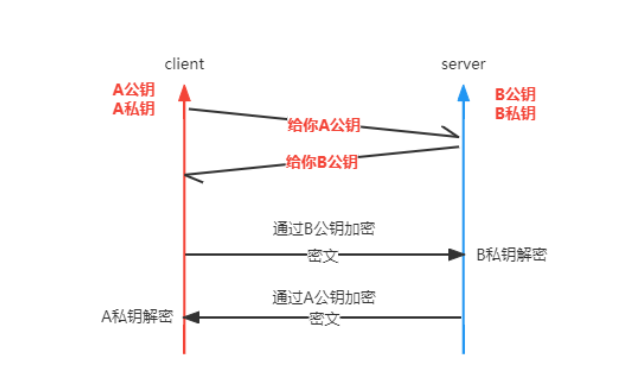 client
server
A公钥
A私钥
B公钥
B私钥
给你A公钥
给你B公钥
通过B公钥加密
密文
B私钥解密
通过A公钥加密
密文
A私钥解密